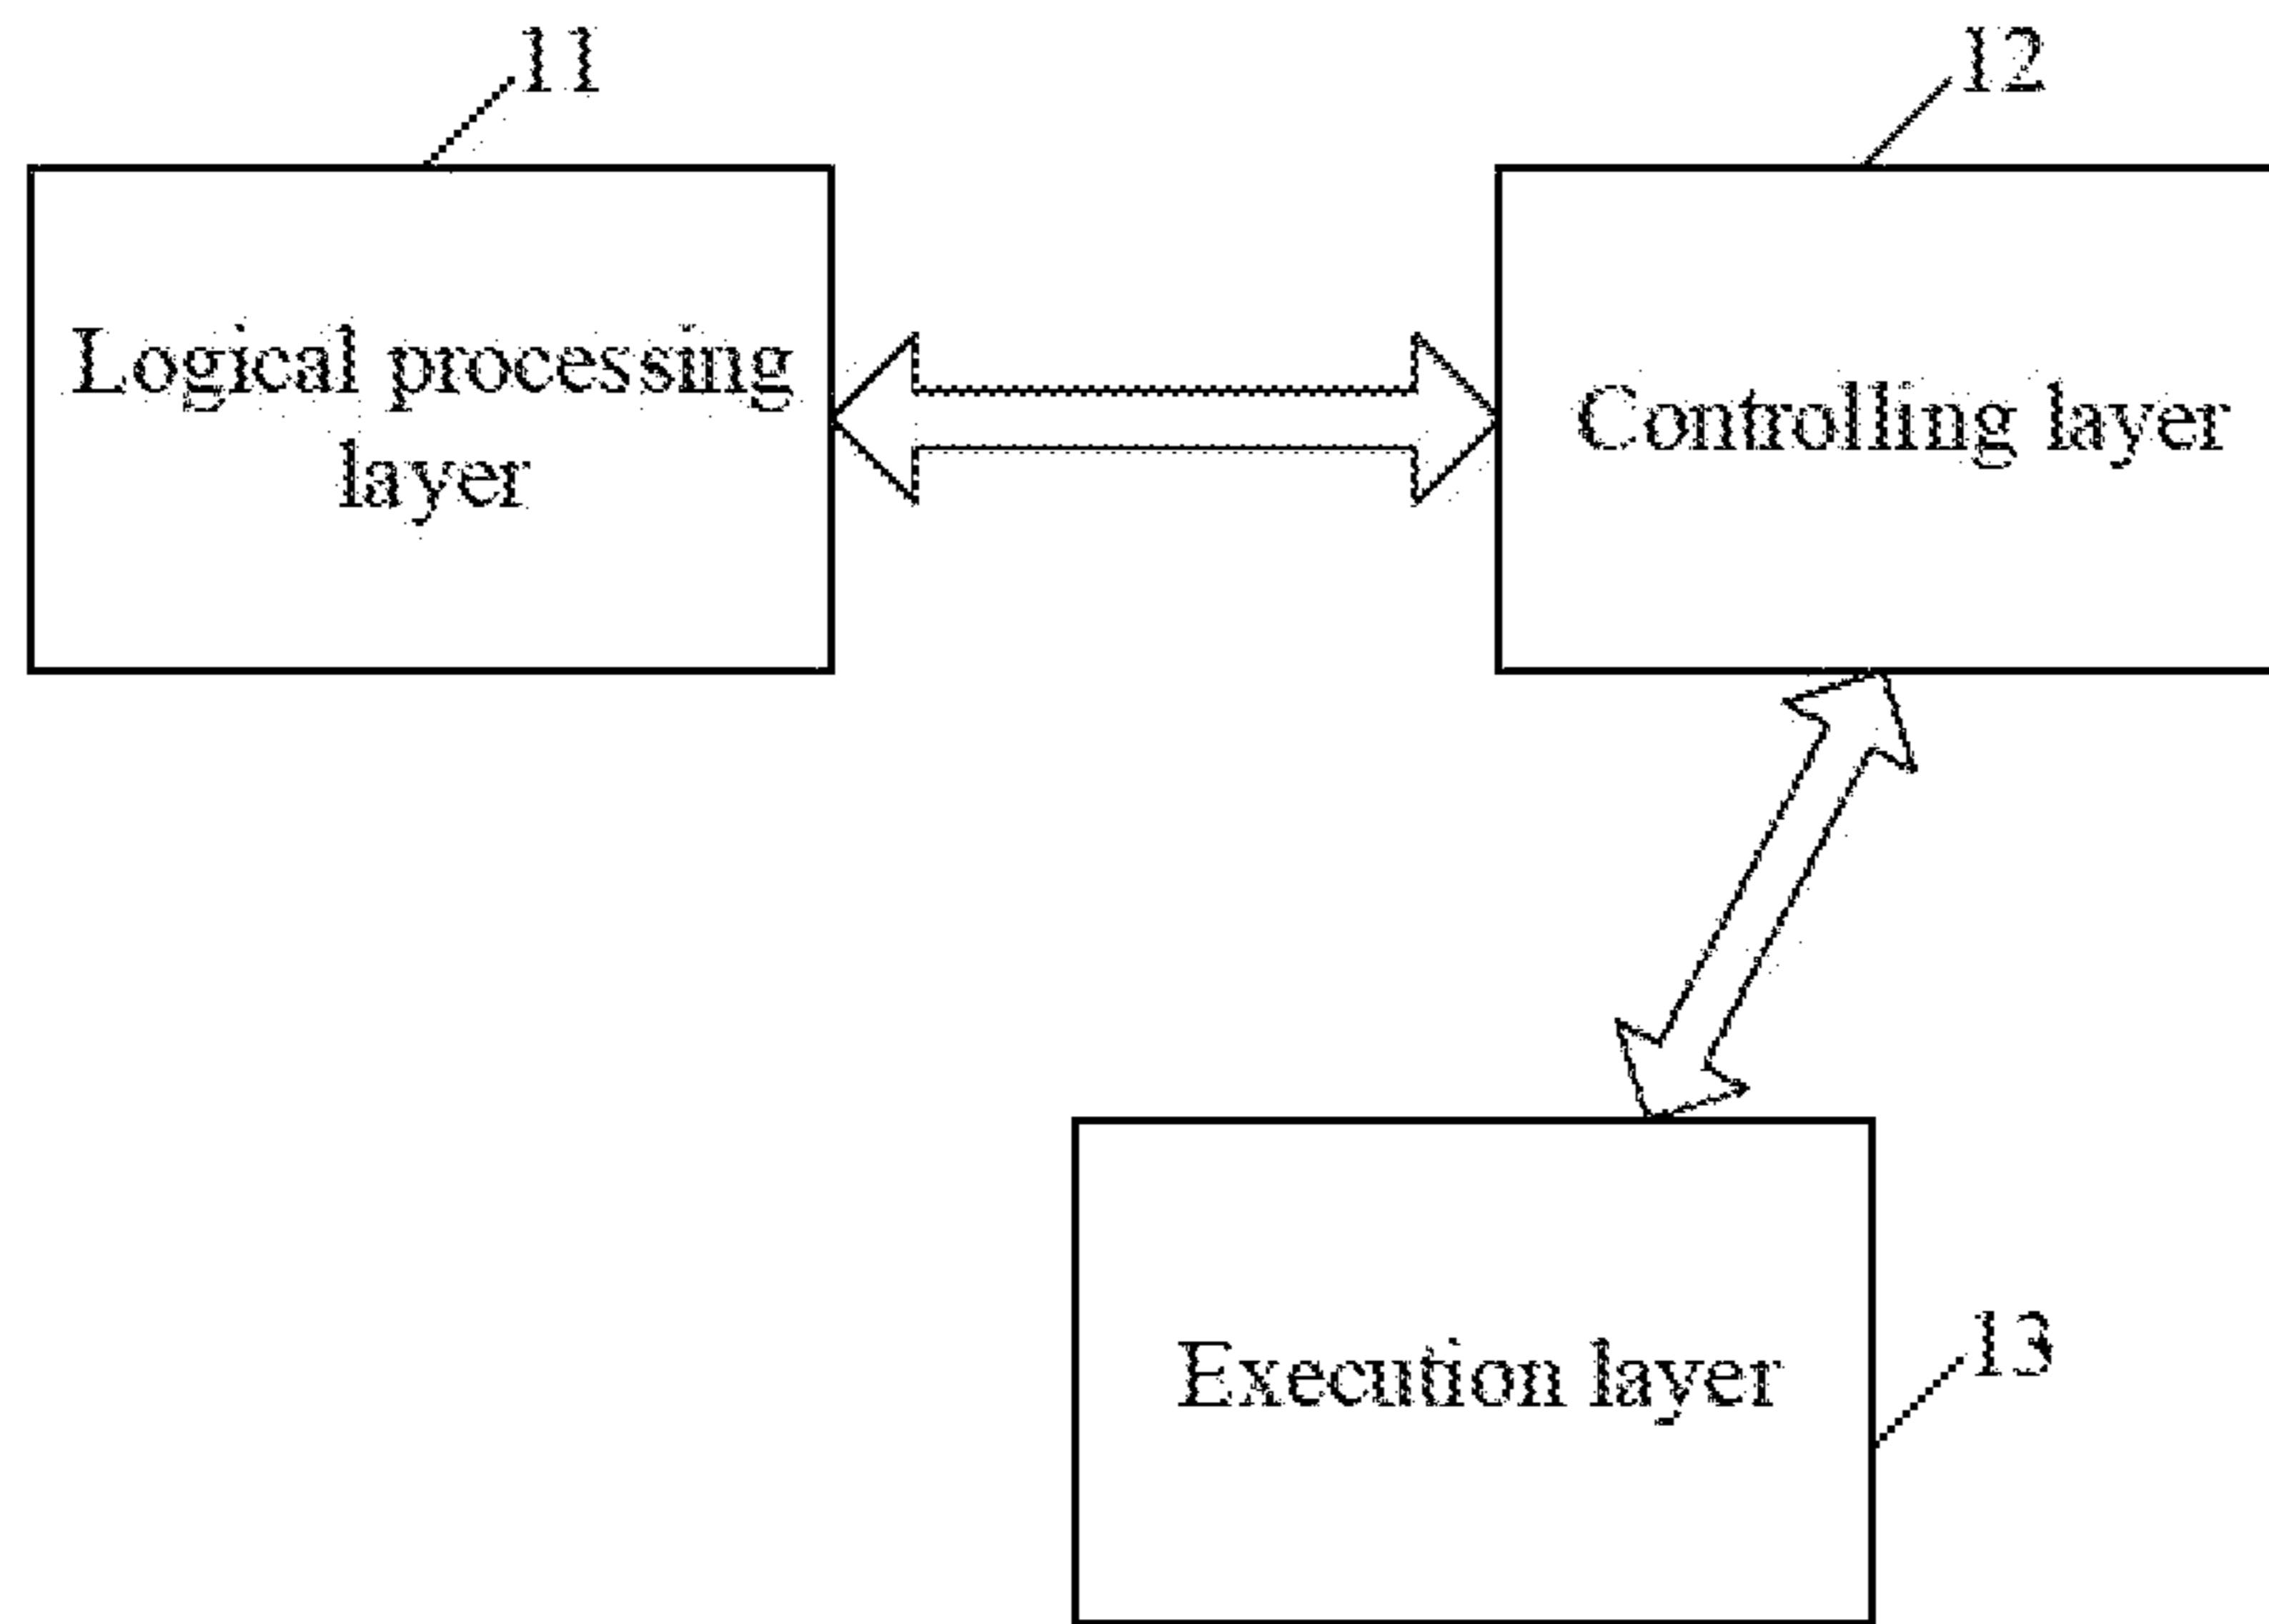 11
12
Logical processing
layer
Controlling layer
Execution layer
13